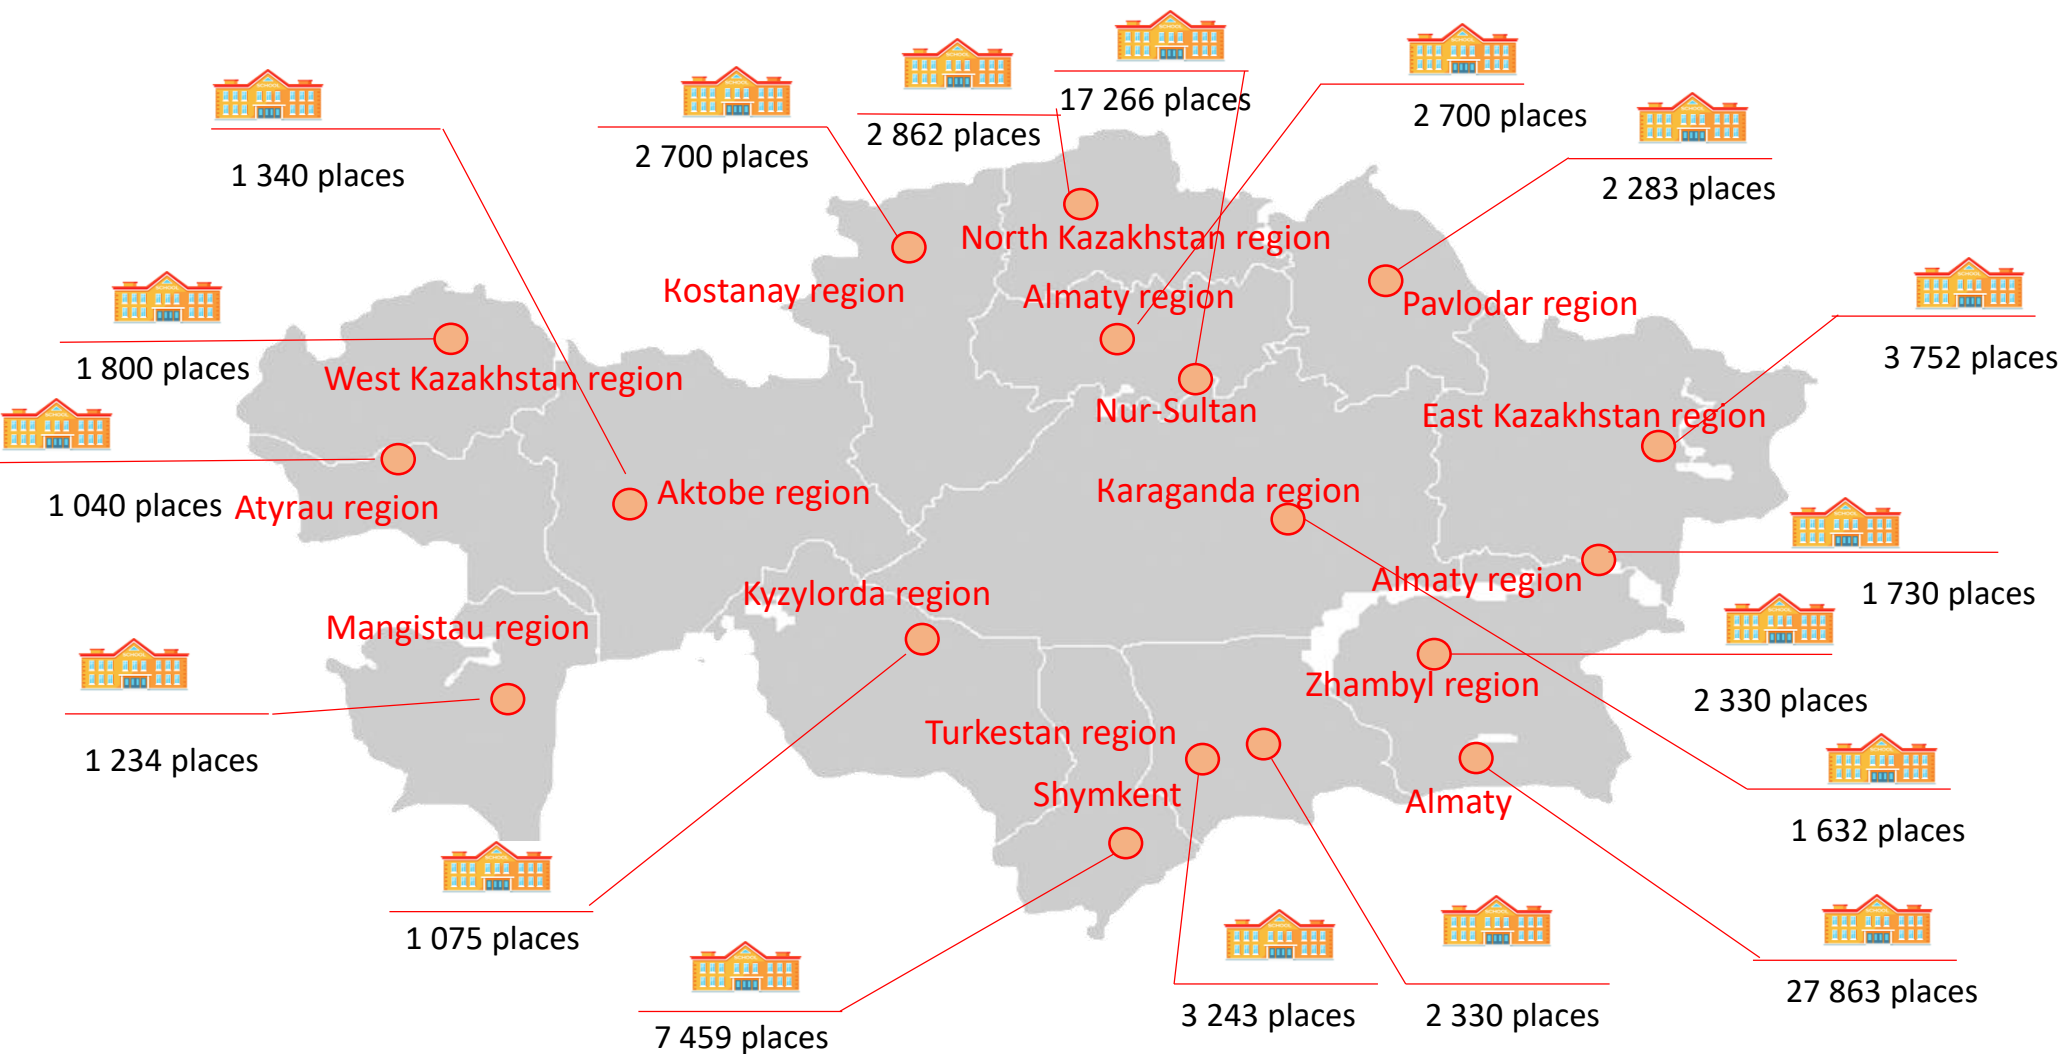 17 266 places
2 700 places
2 862 places
2 700 places
1 340 places
2 283 places
North Kazakhstan region
Kostanay region
Almaty region
Pavlodar region
1 800 places
West Kazakhstan region
3 752 places
Nur-Sultan
East Kazakhstan region
1 040 places
Atyrau region
Aktobe region
Karaganda region
Almaty region
1 730 places
Kyzylorda region
Mangistau region
Zhambyl region
2 330 places
Turkestan region
1 234 places
Shymkent
Almaty
1 632 places
1 075 places
27 863 places
3 243 places
2 330 places
7 459 places